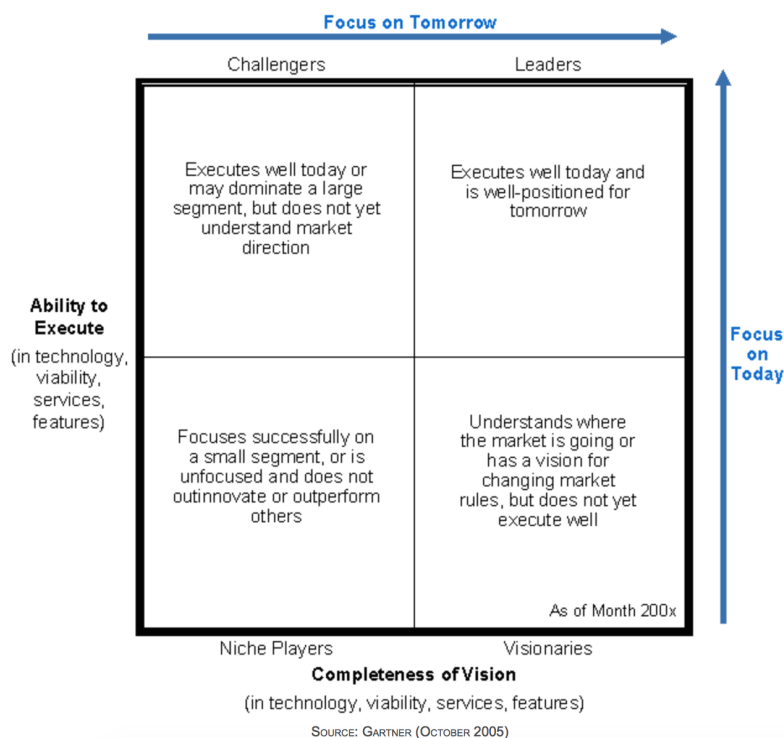 Focus on Tomorrow
Challengers
Leaders
Executes well today or
may dominate a large
segment, but does not yet
understand market
direction
Executes well today and
is well-positioned for
tomorrow
Ability to
Execute
(in technology,
viability,
services,
features)
Focus
on
Today
Focuses successfully on
a small segment, or is
unfocused and does not
outinnovate or outperform
others
Understands where
the market is going or
has a vision for
changing market
rules, but does not yet
execute well
As of Month 200x
Niche Players
Visionaries
Completeness of Vision
(in technology, viability, services, features)
SOURCE: GARTNER (OCTOBER 2005)